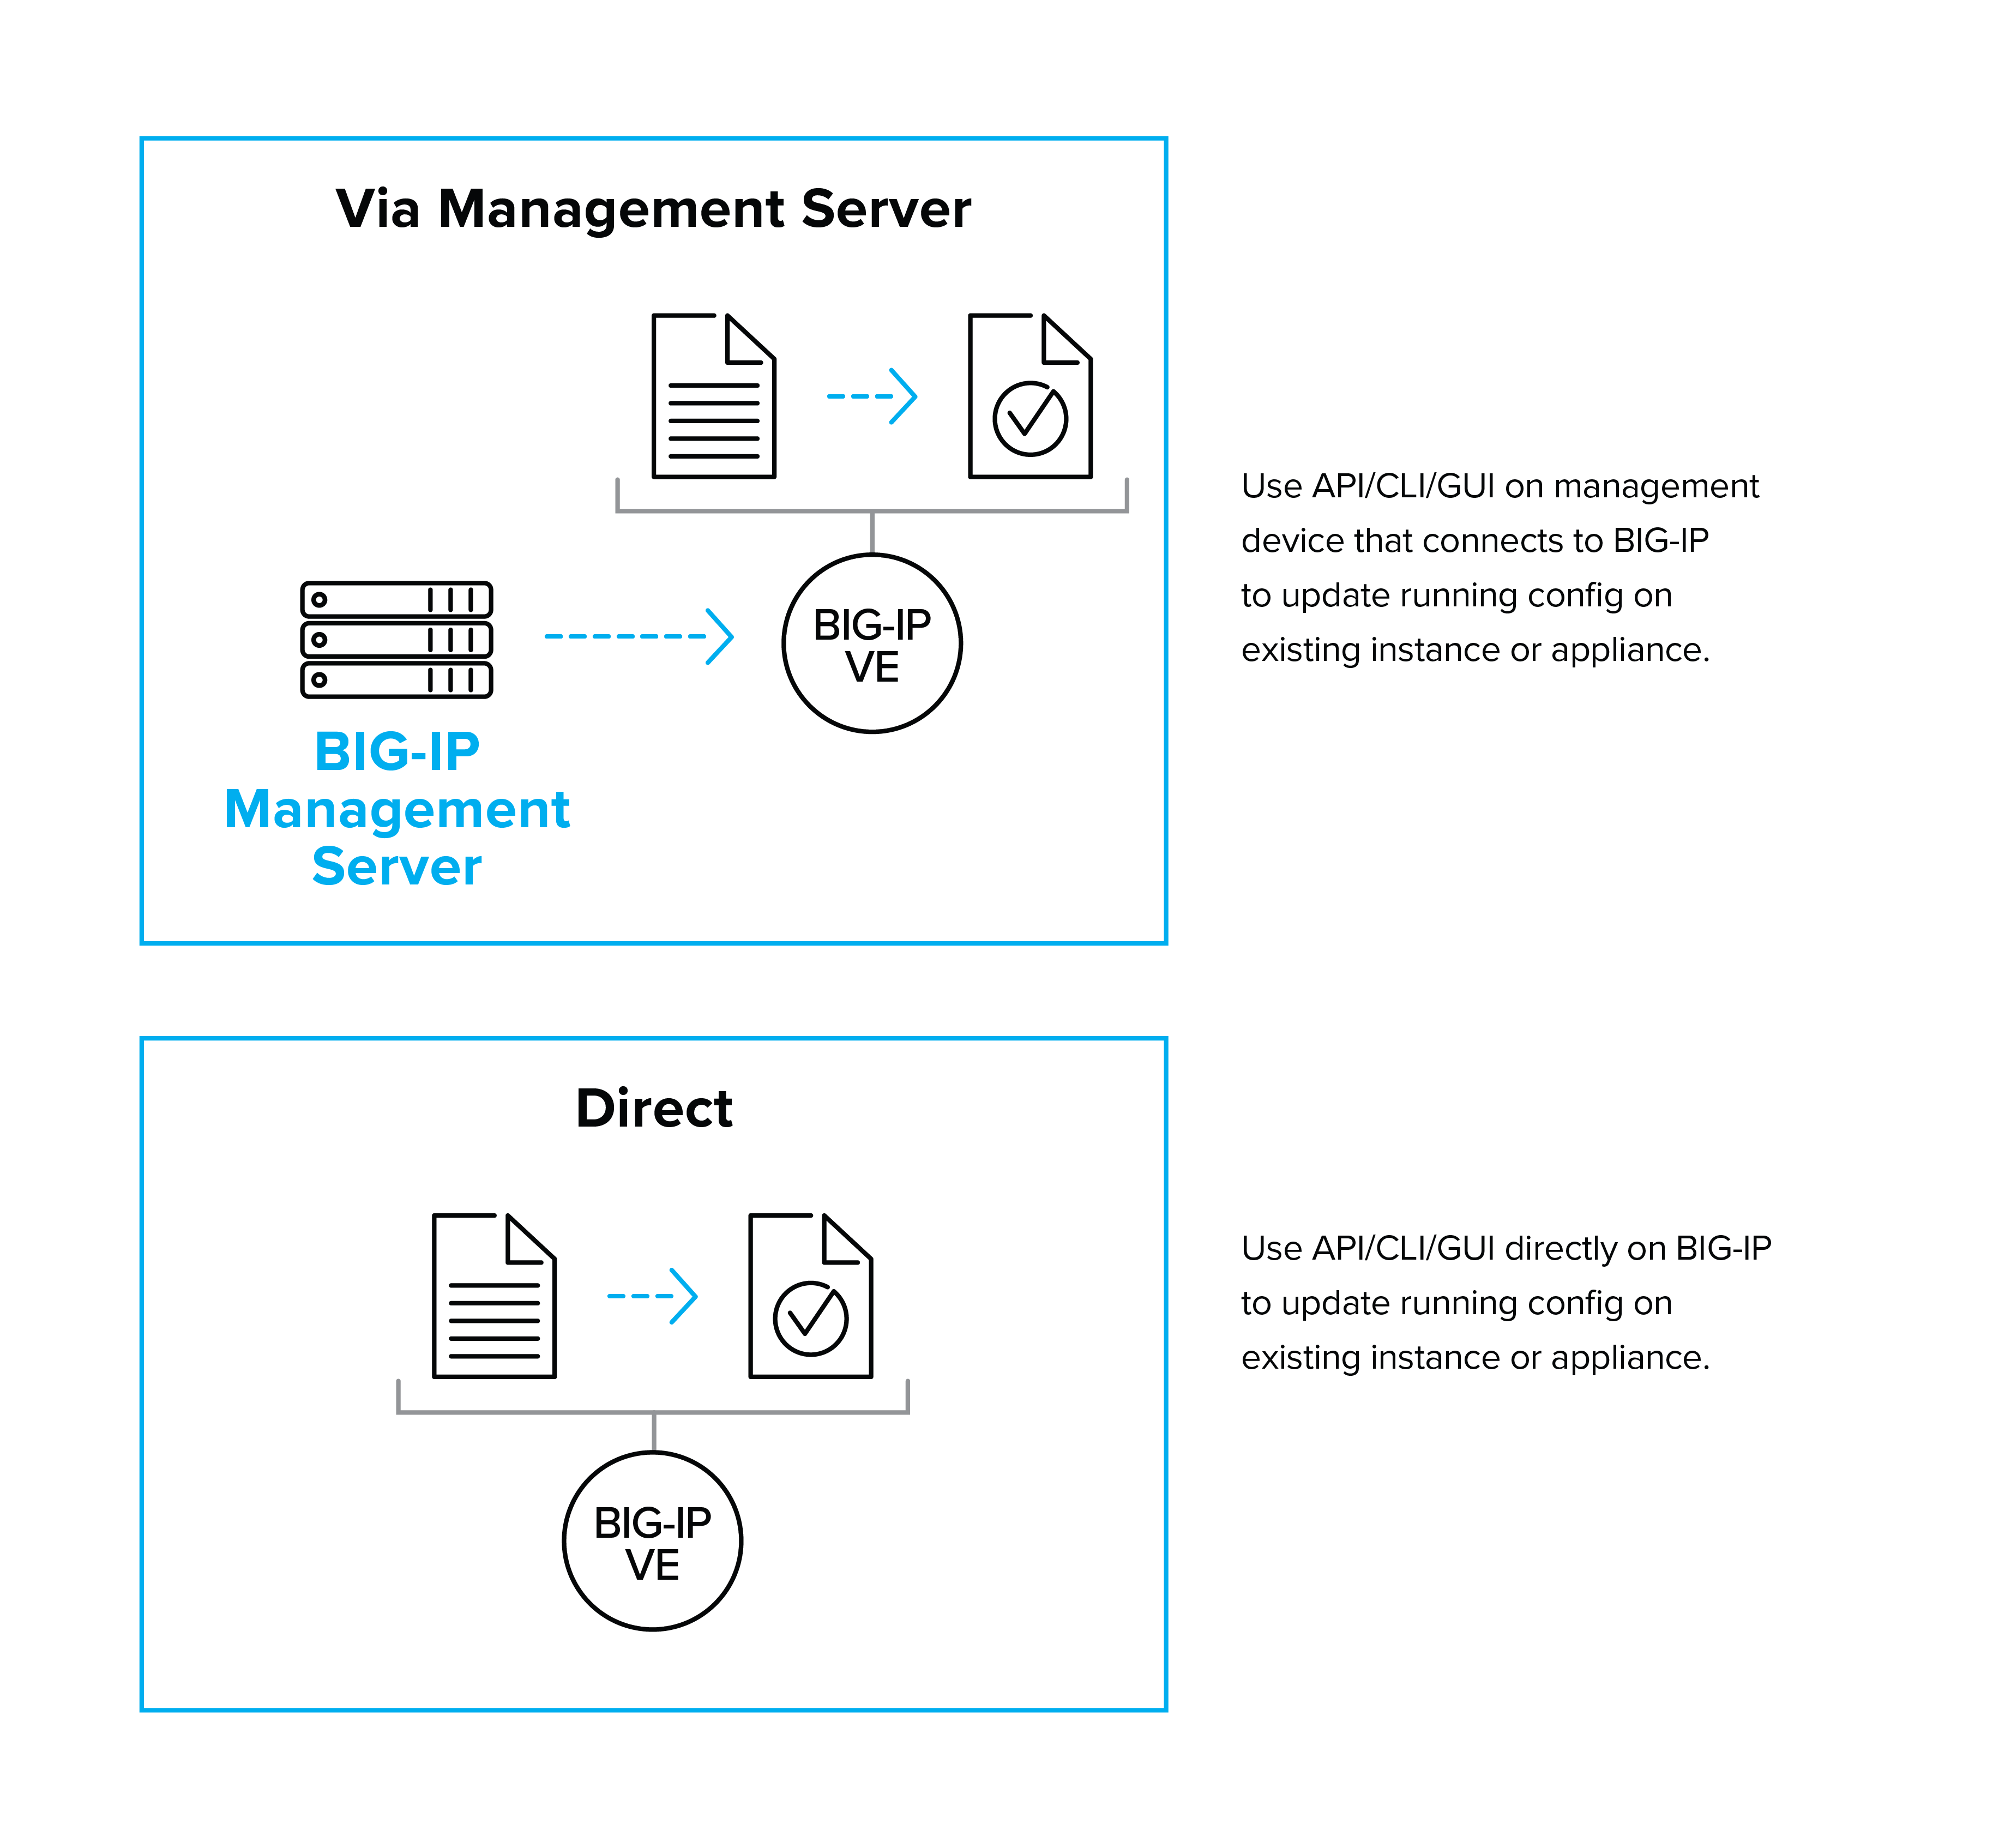 Via Management Server
BIG-IP
VE
BIG-IP
Management
Server
Use API/CLI/GUI on management
device that connects to BIG-IP
to update running config on
existing instance or appliance.
Direct
BIG-IP
VE
Use API/CLI/GUI directly on BIG-IP
to update running config on
existing instance or appliance.